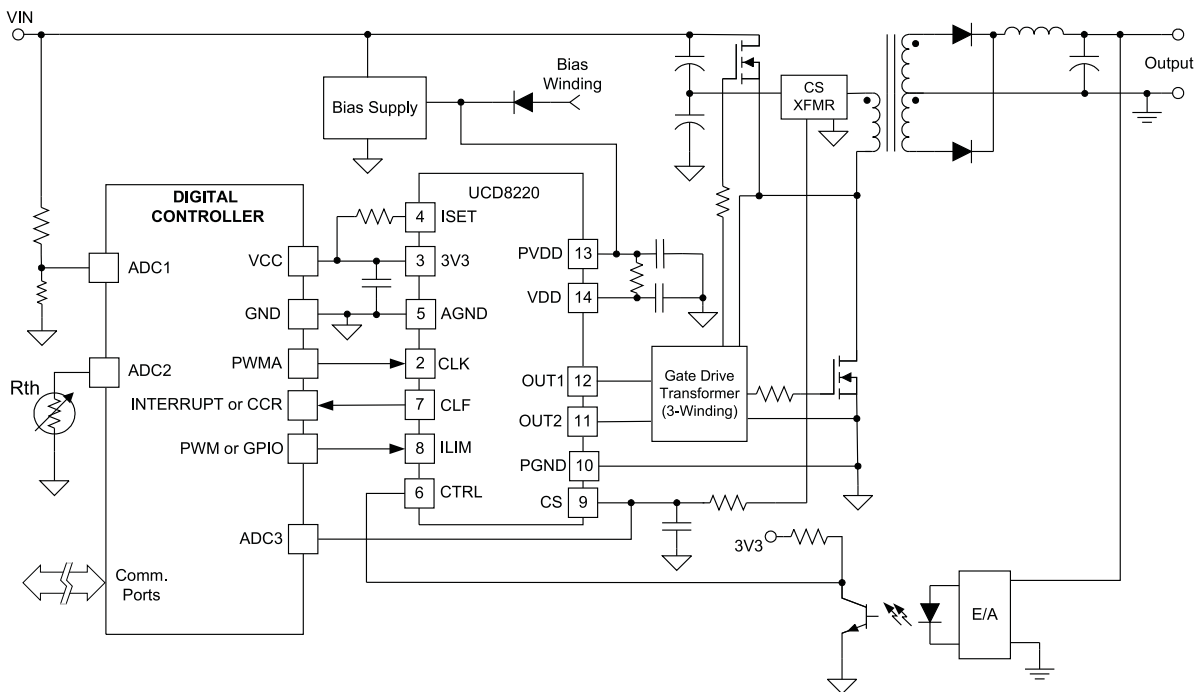 VIN
Bias
Winding
Bias Supply
CS
XFMR
Output
DIGITAL
CONTROLLER
UCD8220
4
ISET
ADC1
VCC
3
3V3
PVDD
13
VDD
14
GND
5
AGND
ADC2
PWMA
2
CLK
OUT1
12
Gate Drive
Transformer
(3-Winding)
Rth
INTERRUPT or CCR
7
CLF
OUT2
11
PWM or GPIO
8
ILIM
PGND
10
6
CTRL
CS
9
ADC3
3V3
Comm.
Ports
E/A